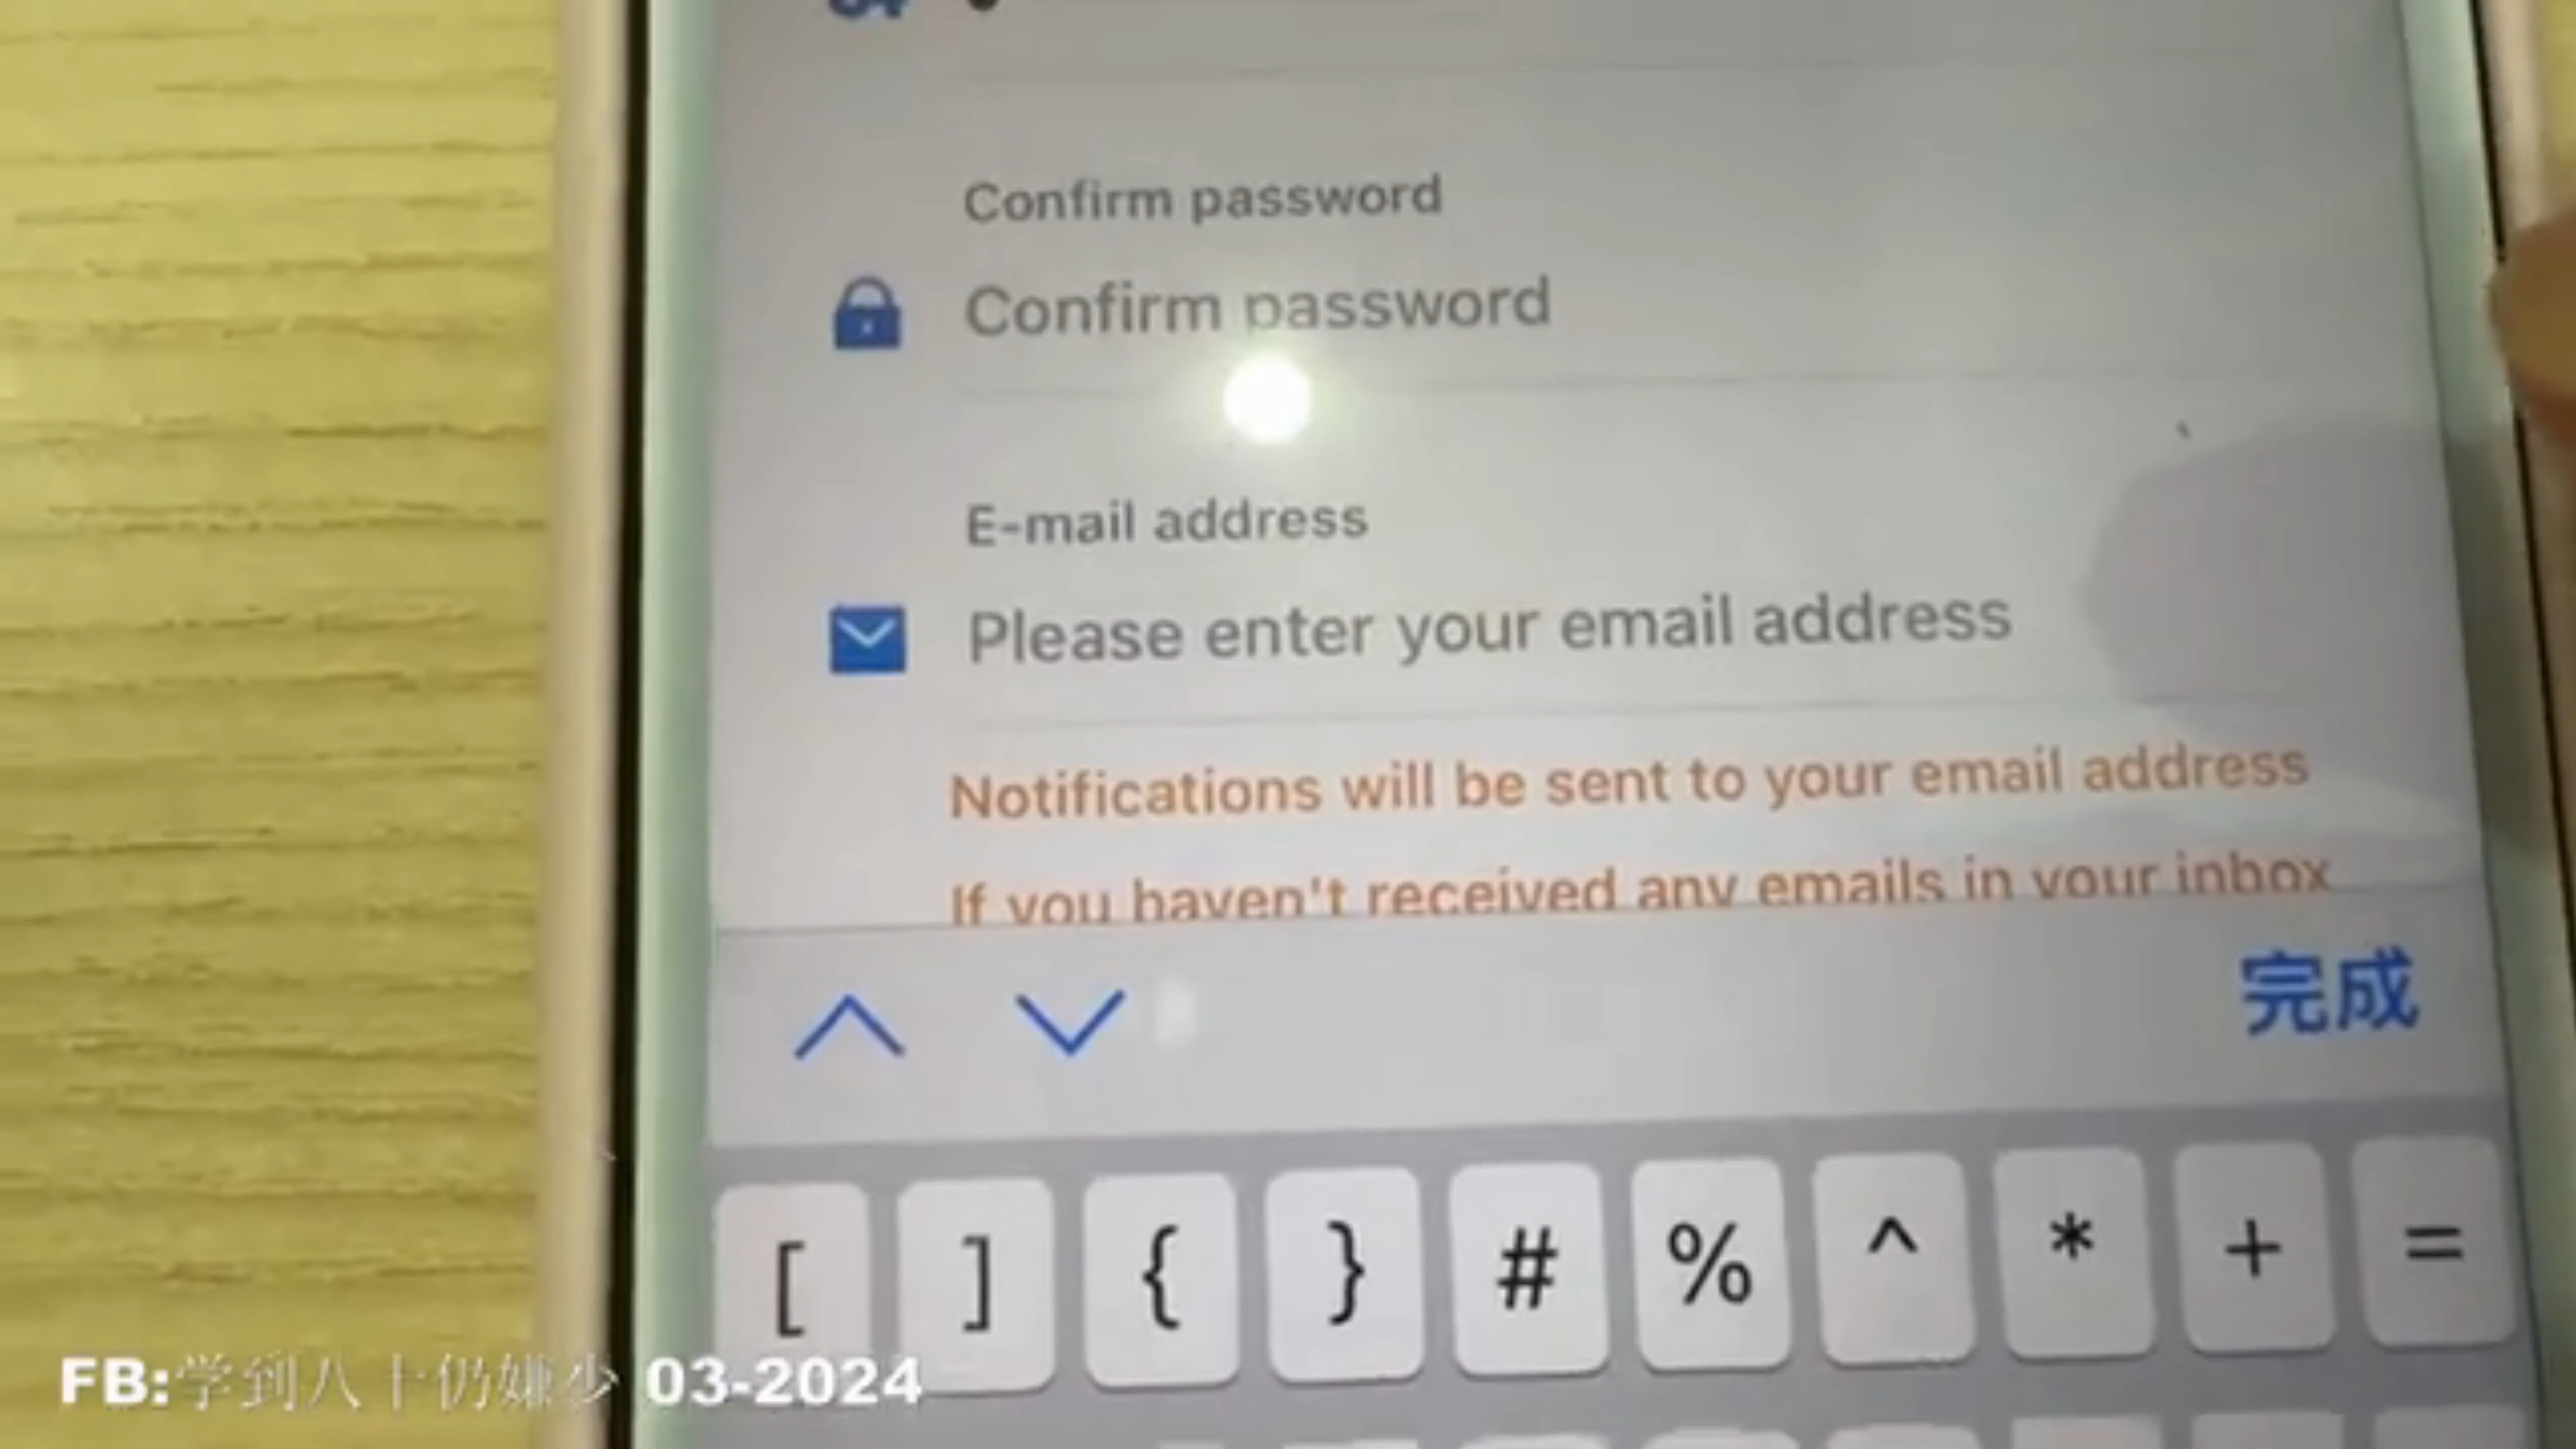 Confirm password
Confirm password
E-mail address
Please enter your email address
Notifications will be sent to your email address
If you haven't received any emails in your inbox
完成
[ ] { } # % ^ * + =
FB:学到八十仍嫌少 03-2024